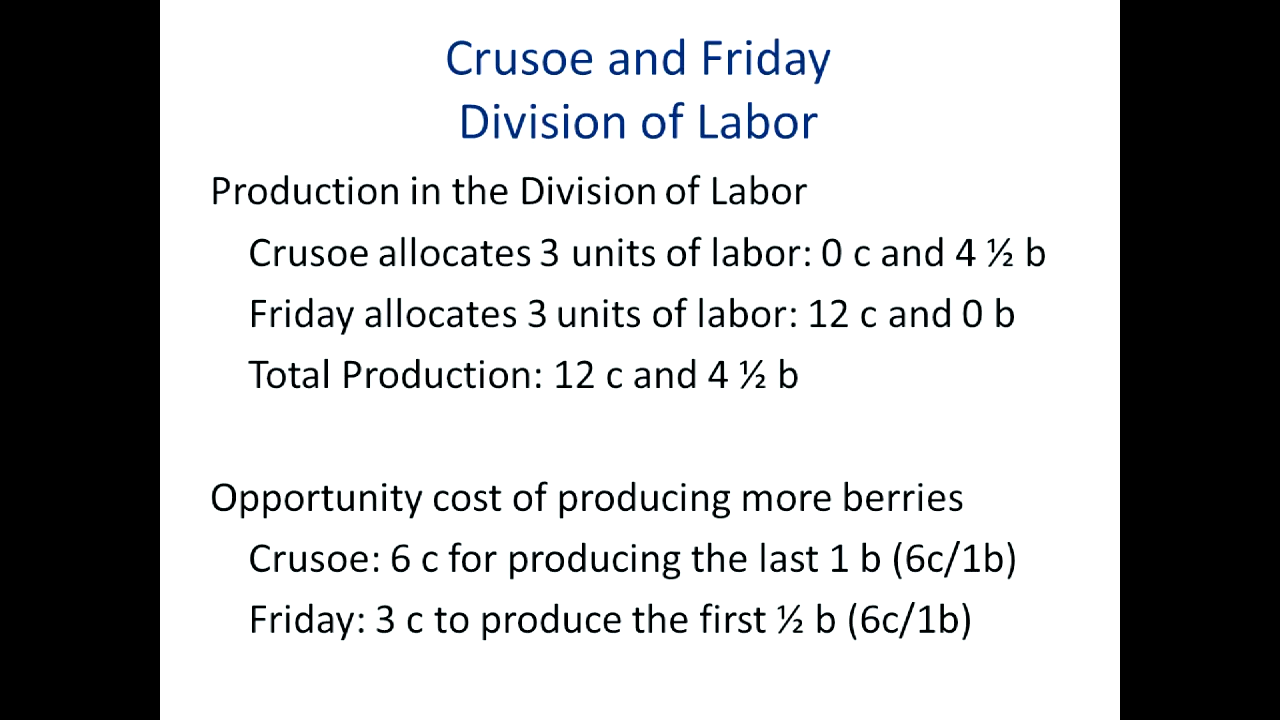 Crusoe and Friday
Division of Labor
Production in the Division of Labor
Crusoe allocates 3 units of labor: 0 c and 4 ½ b
Friday allocates 3 units of labor: 12 c and 0 b
Total Production: 12 c and 4 ½ b
Opportunity cost of producing more berries
Crusoe: 6 c for producing the last 1 b (6c/1b)
Friday: 3 c to produce the first ½ b (6c/1b)